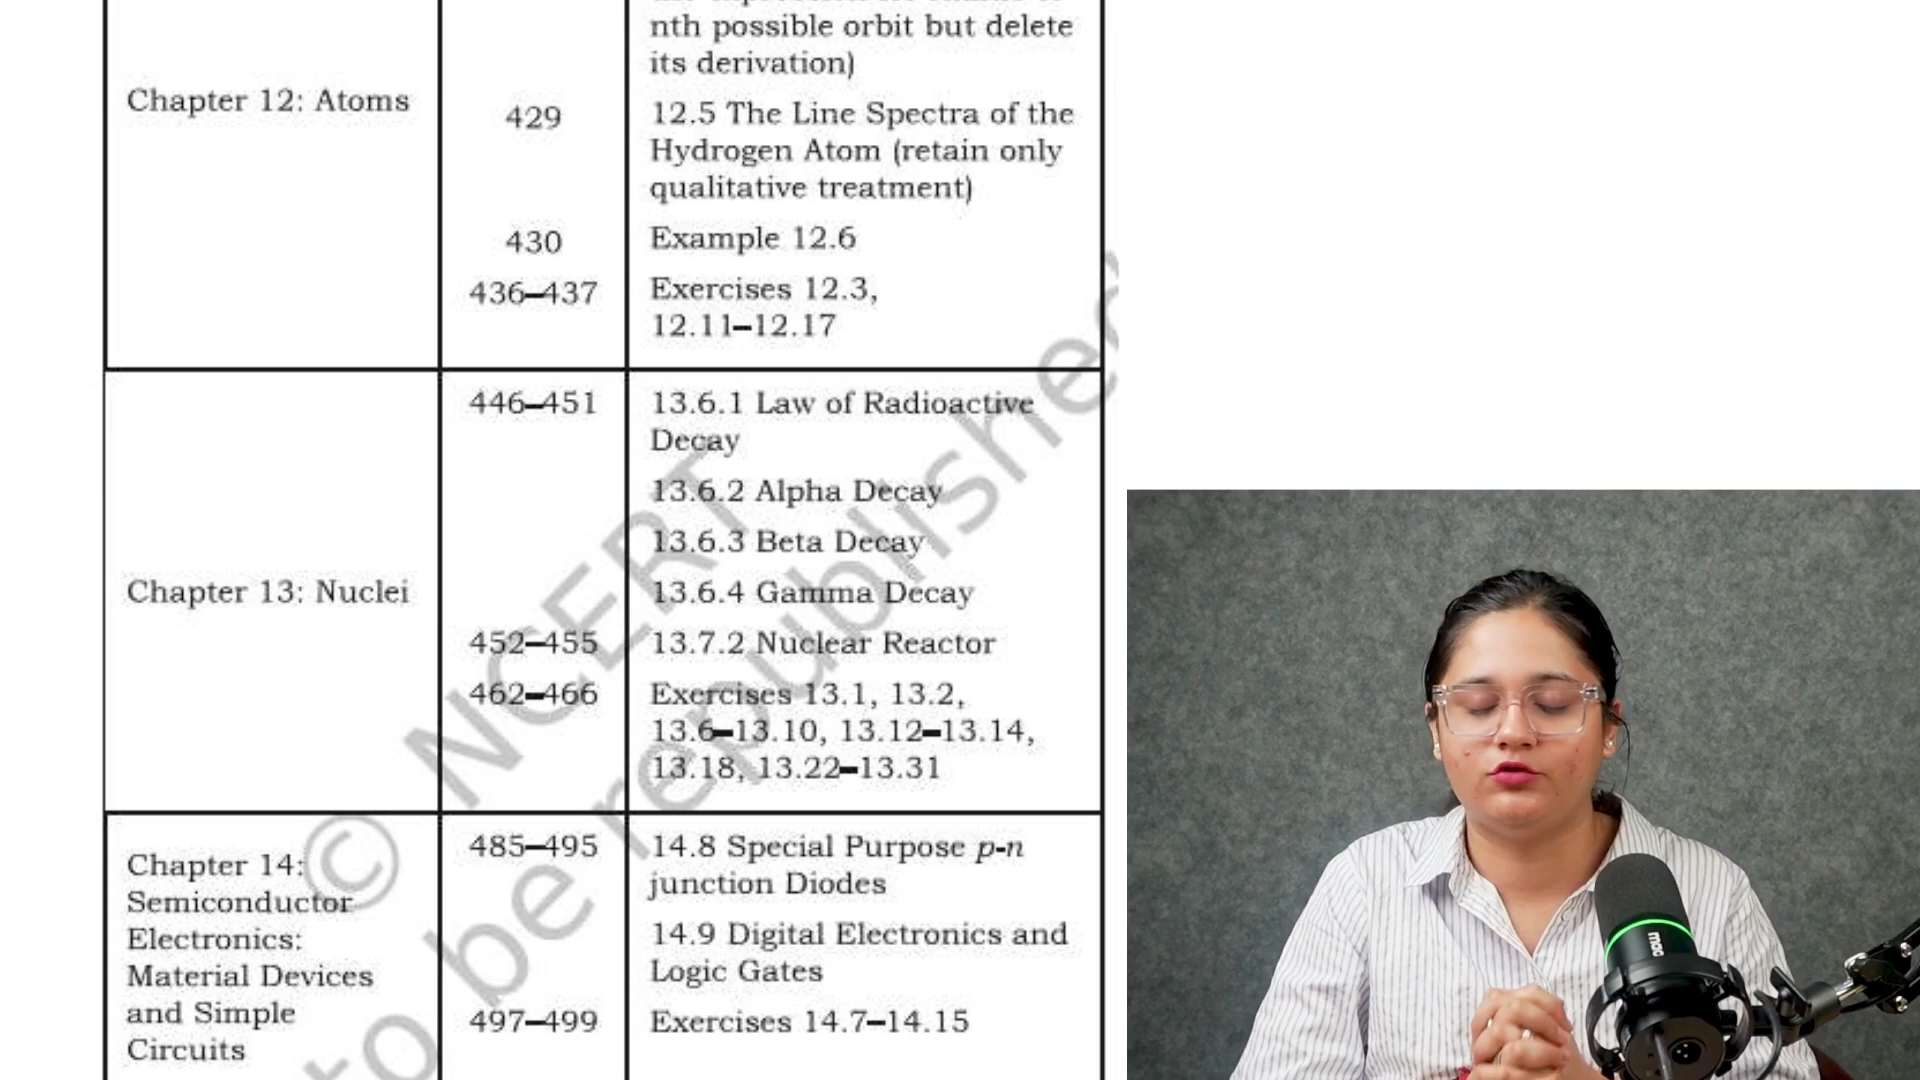 nth possible orbit but delete
its derivation)
Chapter 12: Atoms
429
12.5 The Line Spectra of the
Hydrogen Atom (retain only
qualitative treatment)
430
Example 12.6
436–437
Exercises 12.3,
12.11–12.17
Chapter 13: Nuclei
446–451
13.6.1 Law of Radioactive
Decay
13.6.2 Alpha Decay
13.6.3 Beta Decay
13.6.4 Gamma Decay
452–455
13.7.2 Nuclear Reactor
462–466
Exercises 13.1, 13.2,
13.6–13.10, 13.12–13.14,
13.18, 13.22–13.31
Chapter 14:
Semiconductor
Electronics:
Material Devices
and Simple
Circuits
485–495
14.8 Special Purpose p-n
junction Diodes
14.9 Digital Electronics and
Logic Gates
497–499
Exercises 14.7–14.15
© NCERT
to be republished